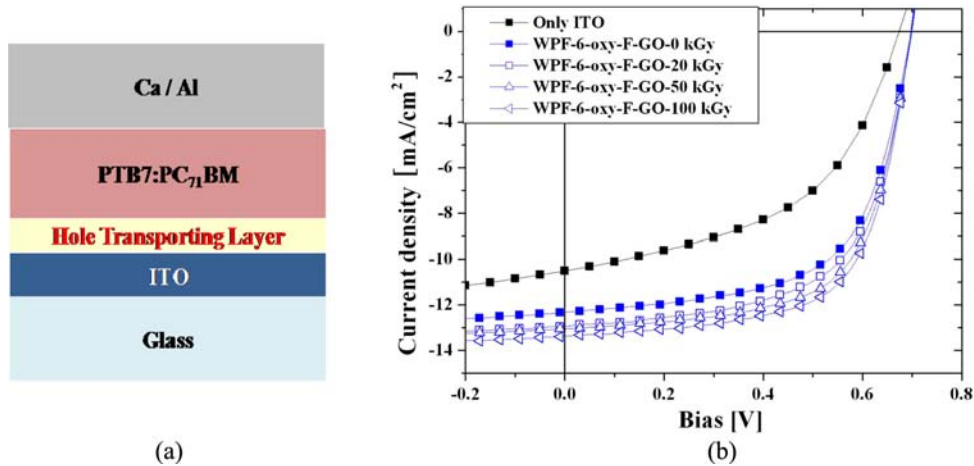 Ca / Al
PTB7:PC₇₁BM
Hole Transporting Layer
ITO
Glass
(a)
Only ITO
WPF-6-oxy-F-GO-0 kGy
WPF-6-oxy-F-GO-20 kGy
WPF-6-oxy-F-GO-50 kGy
WPF-6-oxy-F-GO-100 kGy
Current density [mA/cm²]
0
-2
-4
-6
-8
-10
-12
-14
-0.2 0.0 0.2 0.4 0.6 0.8
Bias [V]
(b)